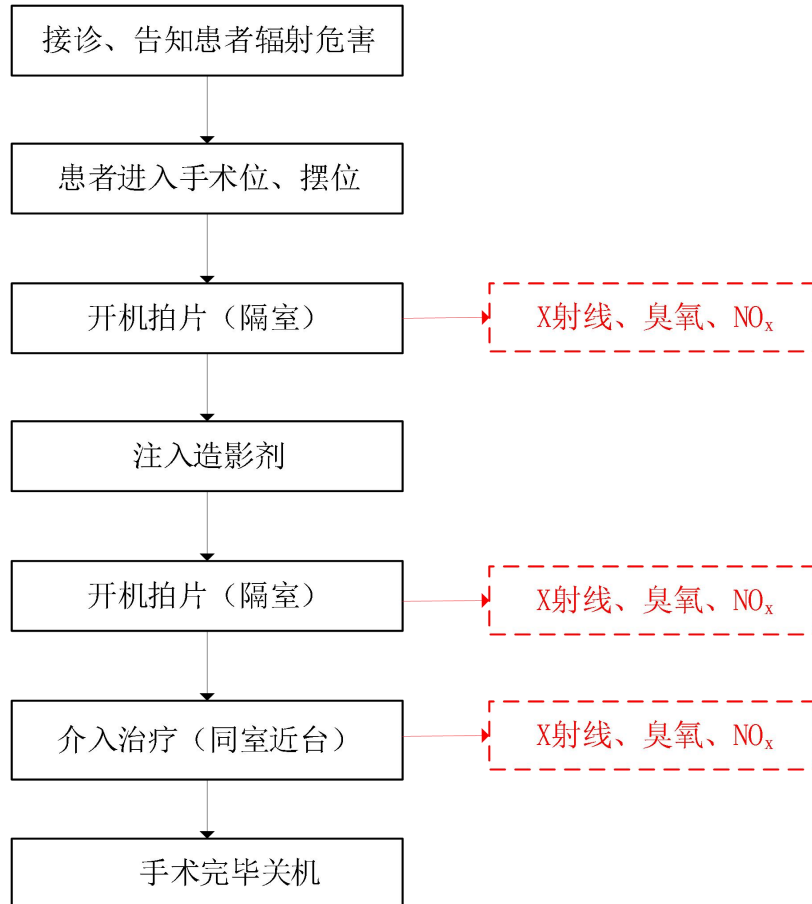 接诊、告知患者辐射危害
患者进入手术位、摆位
开机拍片（隔室）
X射线、臭氧、NOx
注入造影剂
开机拍片（隔室）
X射线、臭氧、NOx
介入治疗（同室近台）
X射线、臭氧、NOx
手术完毕关机